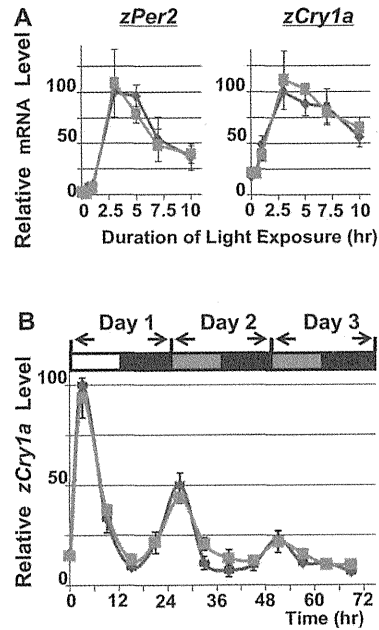 A
zPer2
zCry1a
Relative mRNA Level
100
50
0
100
50
0
0 2.5 5 7.5 10
0 2.5 5 7.5 10
Duration of Light Exposure (hr)
B
Day 1
Day 2
Day 3
Relative zCry1a Level
100
50
0
0 12 24 36 48 60 72
Time (hr)